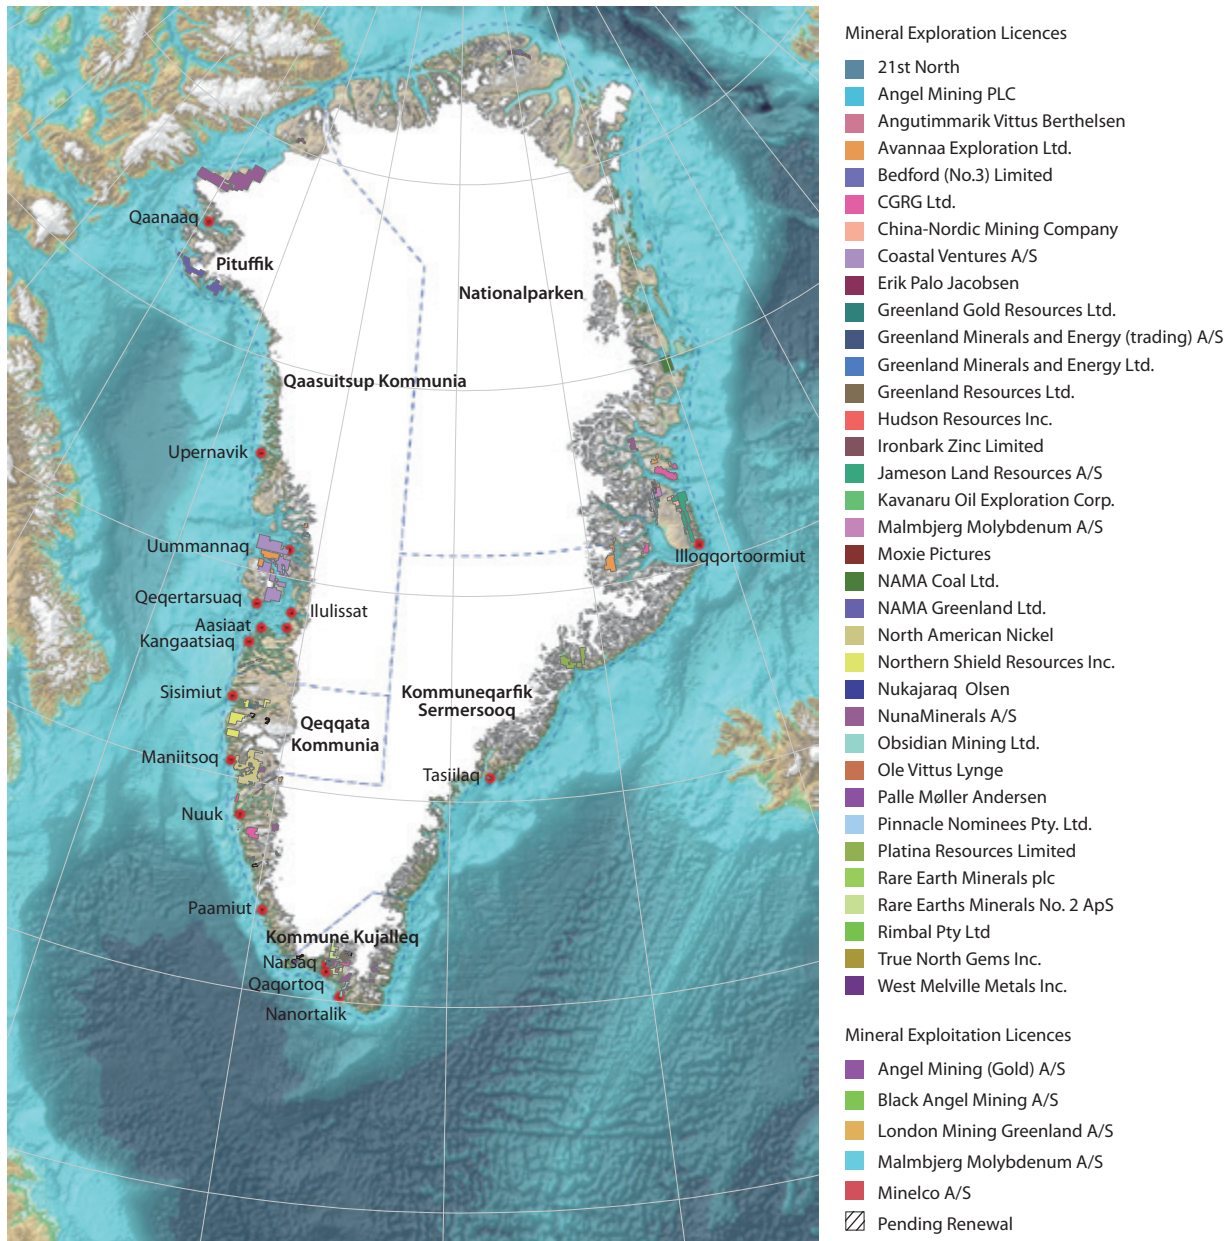 Qaanaaq
Pituffik
Nationalparken
Qaasuitsup Kommunia
Upernavik
Uummannaq
Illoqqortoormiut
Qeqertarsuaq
Ilulissat
Aasiaat
Kangaatsiaq
Sisimiut
Kommuneqarfik
Sermersooq
Qeqqata
Kommunia
Maniitsoq
Tasiilaq
Nuuk
Paamiut
Kommune Kujalleq
Narsaq
Qaqortoq
Nanortalik
Mineral Exploration Licences
21st North
Angel Mining PLC
Angutimmarik Vittus Berthelsen
Avannaa Exploration Ltd.
Bedford (No.3) Limited
CGRG Ltd.
China-Nordic Mining Company
Coastal Ventures A/S
Erik Palo Jacobsen
Greenland Gold Resources Ltd.
Greenland Minerals and Energy (trading) A/S
Greenland Minerals and Energy Ltd.
Greenland Resources Ltd.
Hudson Resources Inc.
Ironbark Zinc Limited
Jameson Land Resources A/S
Kavanaru Oil Exploration Corp.
Malmbjerg Molybdenum A/S
Moxie Pictures
NAMA Coal Ltd.
NAMA Greenland Ltd.
North American Nickel
Northern Shield Resources Inc.
Nukajaraq Olsen
NunaMinerals A/S
Obsidian Mining Ltd.
Ole Vittus Lynge
Palle Møller Andersen
Pinnacle Nominees Pty. Ltd.
Platina Resources Limited
Rare Earth Minerals plc
Rare Earths Minerals No. 2 ApS
Rimbal Pty Ltd
True North Gems Inc.
West Melville Metals Inc.
Mineral Exploitation Licences
Angel Mining (Gold) A/S
Black Angel Mining A/S
London Mining Greenland A/S
Malmbjerg Molybdenum A/S
Minelco A/S
Pending Renewal